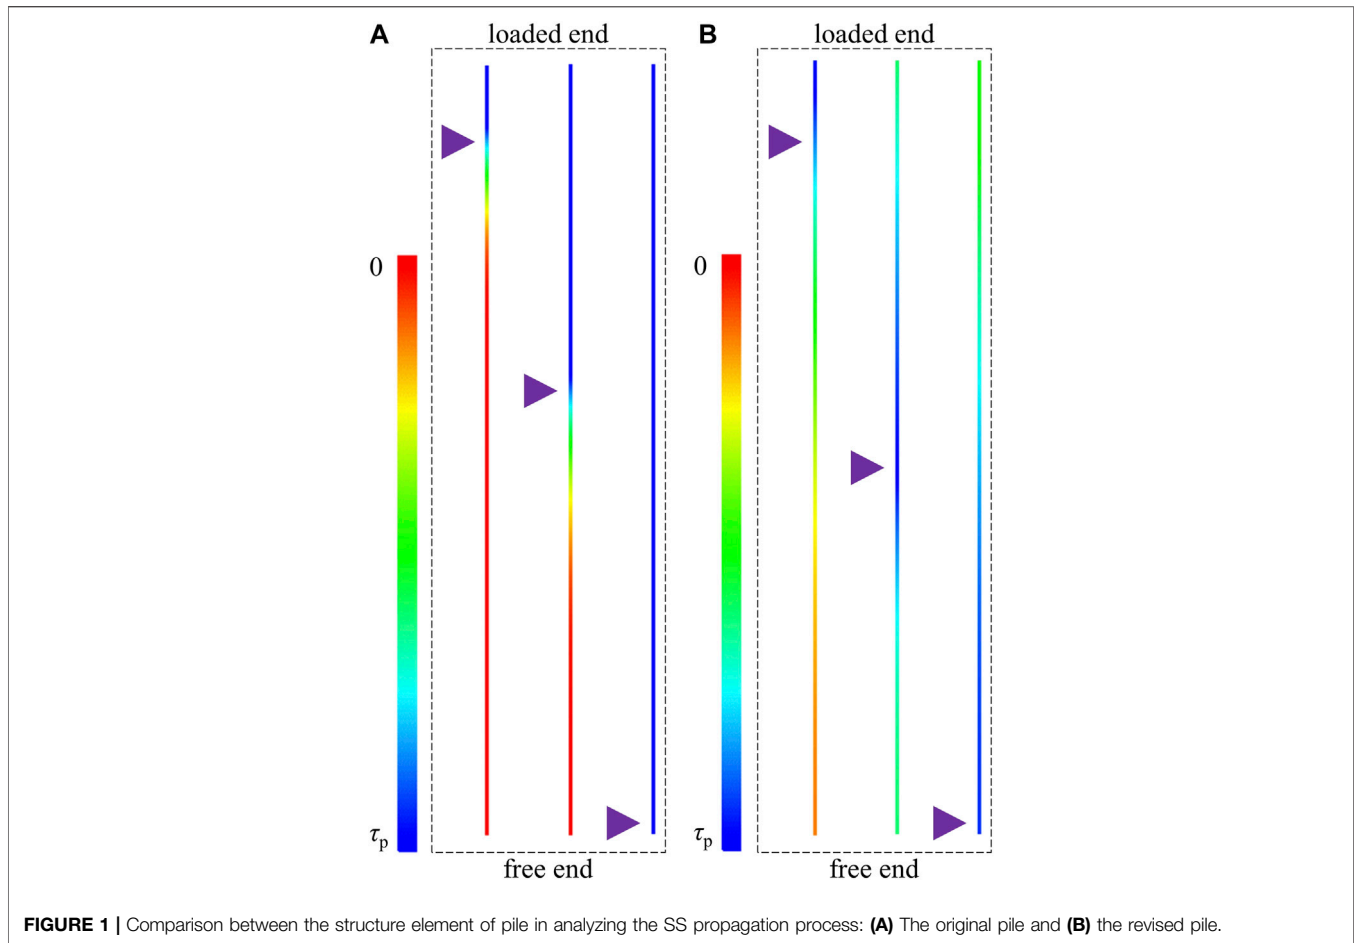 A
loaded end
0
τp
free end
B
loaded end
0
τp
free end
FIGURE 1 | Comparison between the structure element of pile in analyzing the SS propagation process: (A) The original pile and (B) the revised pile.